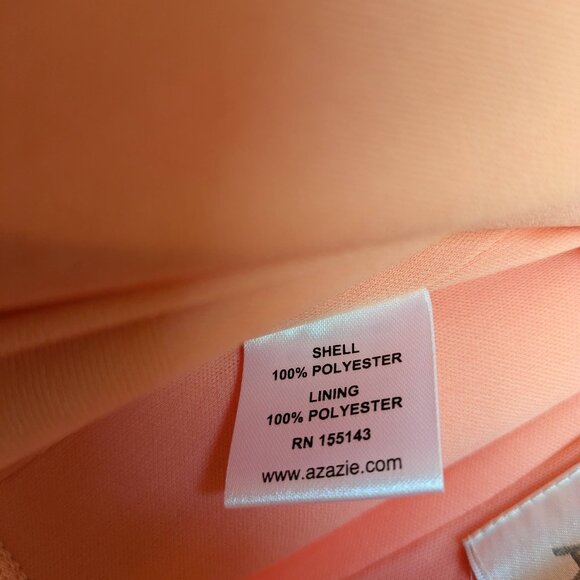 SHELL
100% POLYESTER
LINING
100% POLYESTER
RN 155143
www.azazie.com